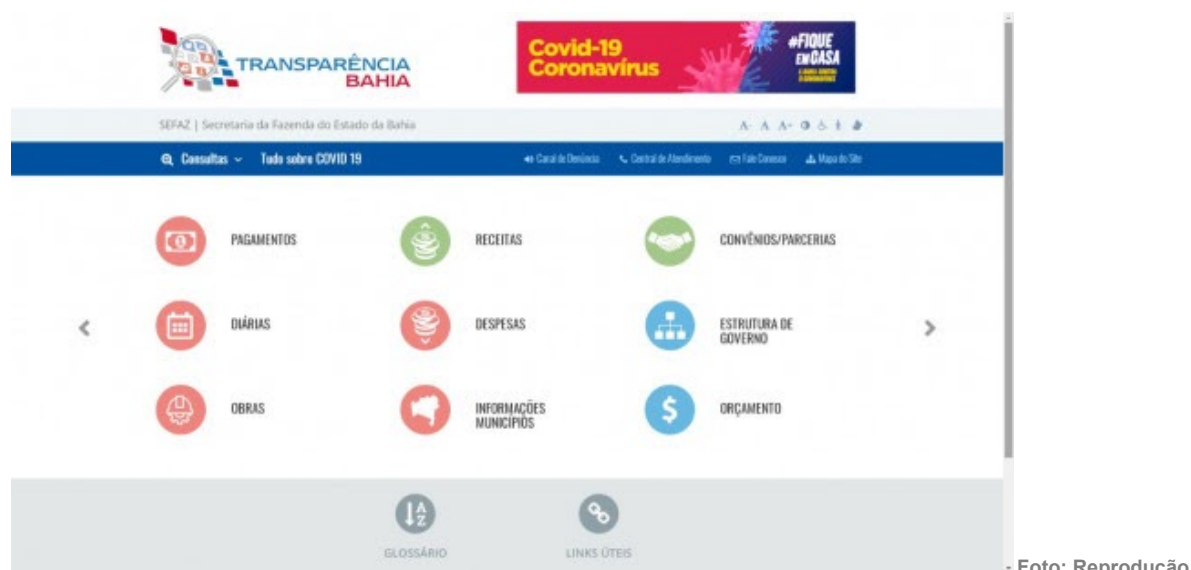 TRANSPARÊNCIA
BAHIA
Covid-19
Coronavírus
#FIQUE
EM CASA
SEFAZ | Secretaria da Fazenda do Estado da Bahia
A- A A+
Consultas
Tudo sobre COVID 19
Canal de Denúncia
Central de Atendimento
Fale Conosco
Mapa do Site
PAGAMENTOS
RECEITAS
CONVÊNIOS/PARCERIAS
DIÁRIAS
DESPESAS
ESTRUTURA DE
GOVERNO
OBRAS
INFORMAÇÕES
MUNICÍPIOS
ORÇAMENTO
GLOSSÁRIO
LINKS ÚTEIS
- Foto: Reprodução